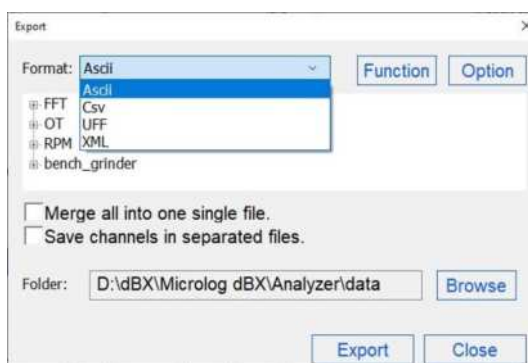 Export
Format: Ascii Function Option
Ascii
Csv
UFF
XML
FFT
OT
RPM
bench_grinder
Merge all into one single file.
Save channels in separated files.
Folder: D:\dBX\Microlog dBX\Analyzer\data Browse
Export Close